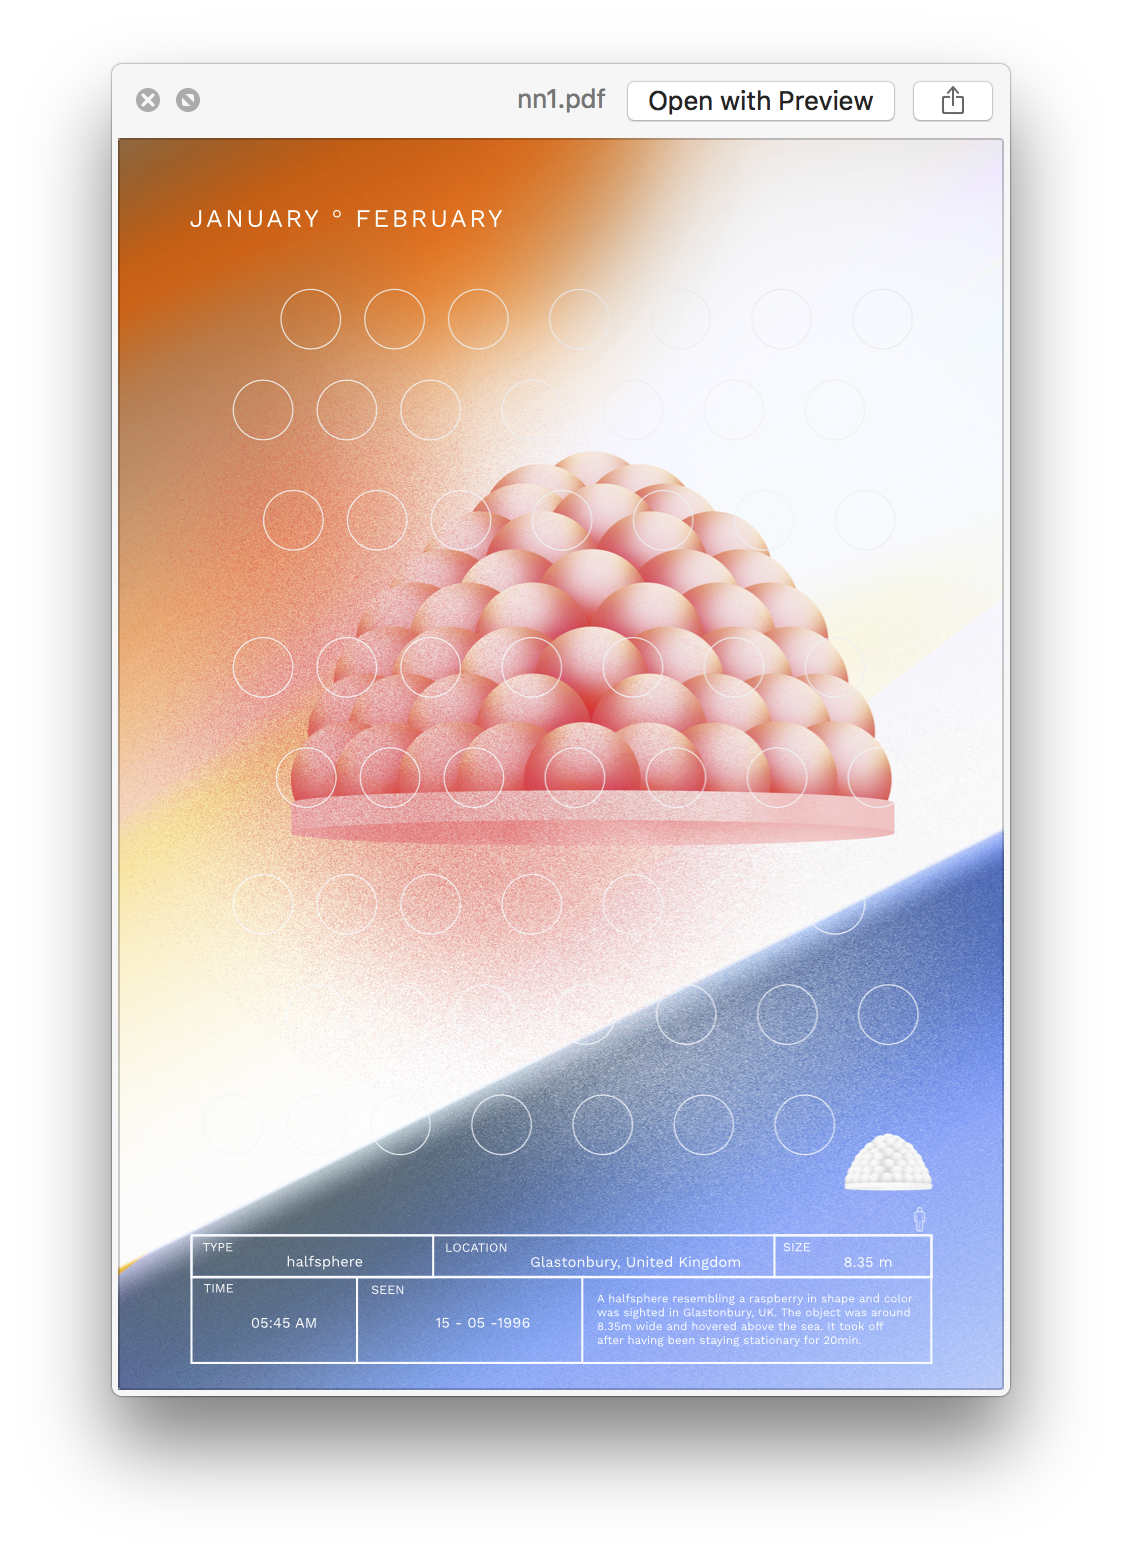 nn1.pdf Open with Preview
JANUARY ° FEBRUARY
TYPE
halfsphere
LOCATION
Glastonbury, United Kingdom
SIZE
8.35 m
TIME
05:45 AM
SEEN
15 - 05 -1996
A halfsphere resembling a raspberry in shape and color
was sighted in Glastonbury, UK. The object was around
8.35m wide and hovered above the sea. It took off
after having been staying stationary for 20min.